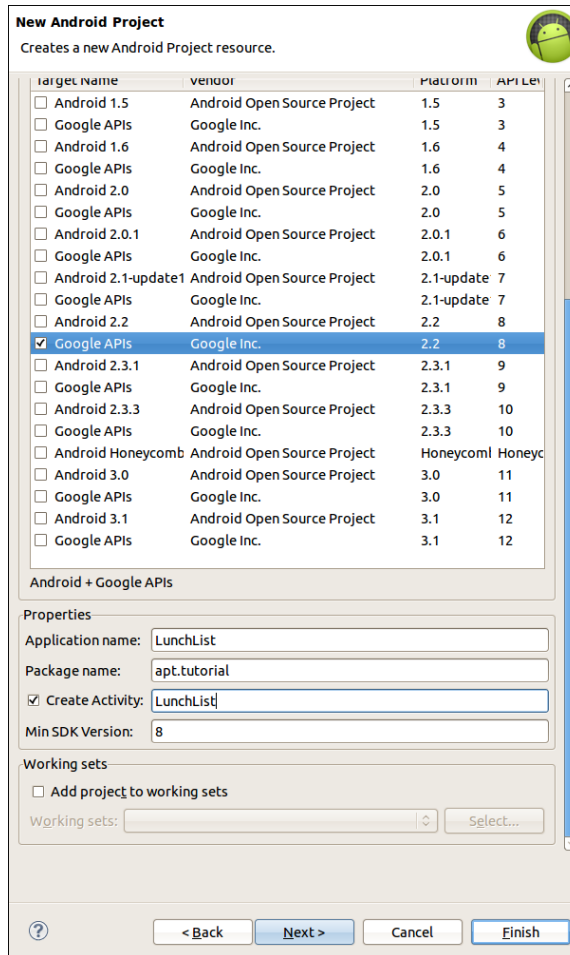 New Android Project
Creates a new Android Project resource.
Target Name Vendor Platform API Lev
Android 1.5 Android Open Source Project 1.5 3
Google APIs Google Inc. 1.5 3
Android 1.6 Android Open Source Project 1.6 4
Google APIs Google Inc. 1.6 4
Android 2.0 Android Open Source Project 2.0 5
Google APIs Google Inc. 2.0 5
Android 2.0.1 Android Open Source Project 2.0.1 6
Google APIs Google Inc. 2.0.1 6
Android 2.1-update1 Android Open Source Project 2.1-update 7
Google APIs Google Inc. 2.1-update 7
Android 2.2 Android Open Source Project 2.2 8
Google APIs Google Inc. 2.2 8
Android 2.3.1 Android Open Source Project 2.3.1 9
Google APIs Google Inc. 2.3.1 9
Android 2.3.3 Android Open Source Project 2.3.3 10
Google APIs Google Inc. 2.3.3 10
Android Honeycomb Android Open Source Project Honeycoml Honeyc
Android 3.0 Android Open Source Project 3.0 11
Google APIs Google Inc. 3.0 11
Android 3.1 Android Open Source Project 3.1 12
Google APIs Google Inc. 3.1 12
Android + Google APIs
Properties
Application name: LunchList
Package name: apt.tutorial
Create Activity: LunchList
Min SDK Version: 8
Working sets
Add project to working sets
Working sets: Select...
? < Back Next > Cancel Finish